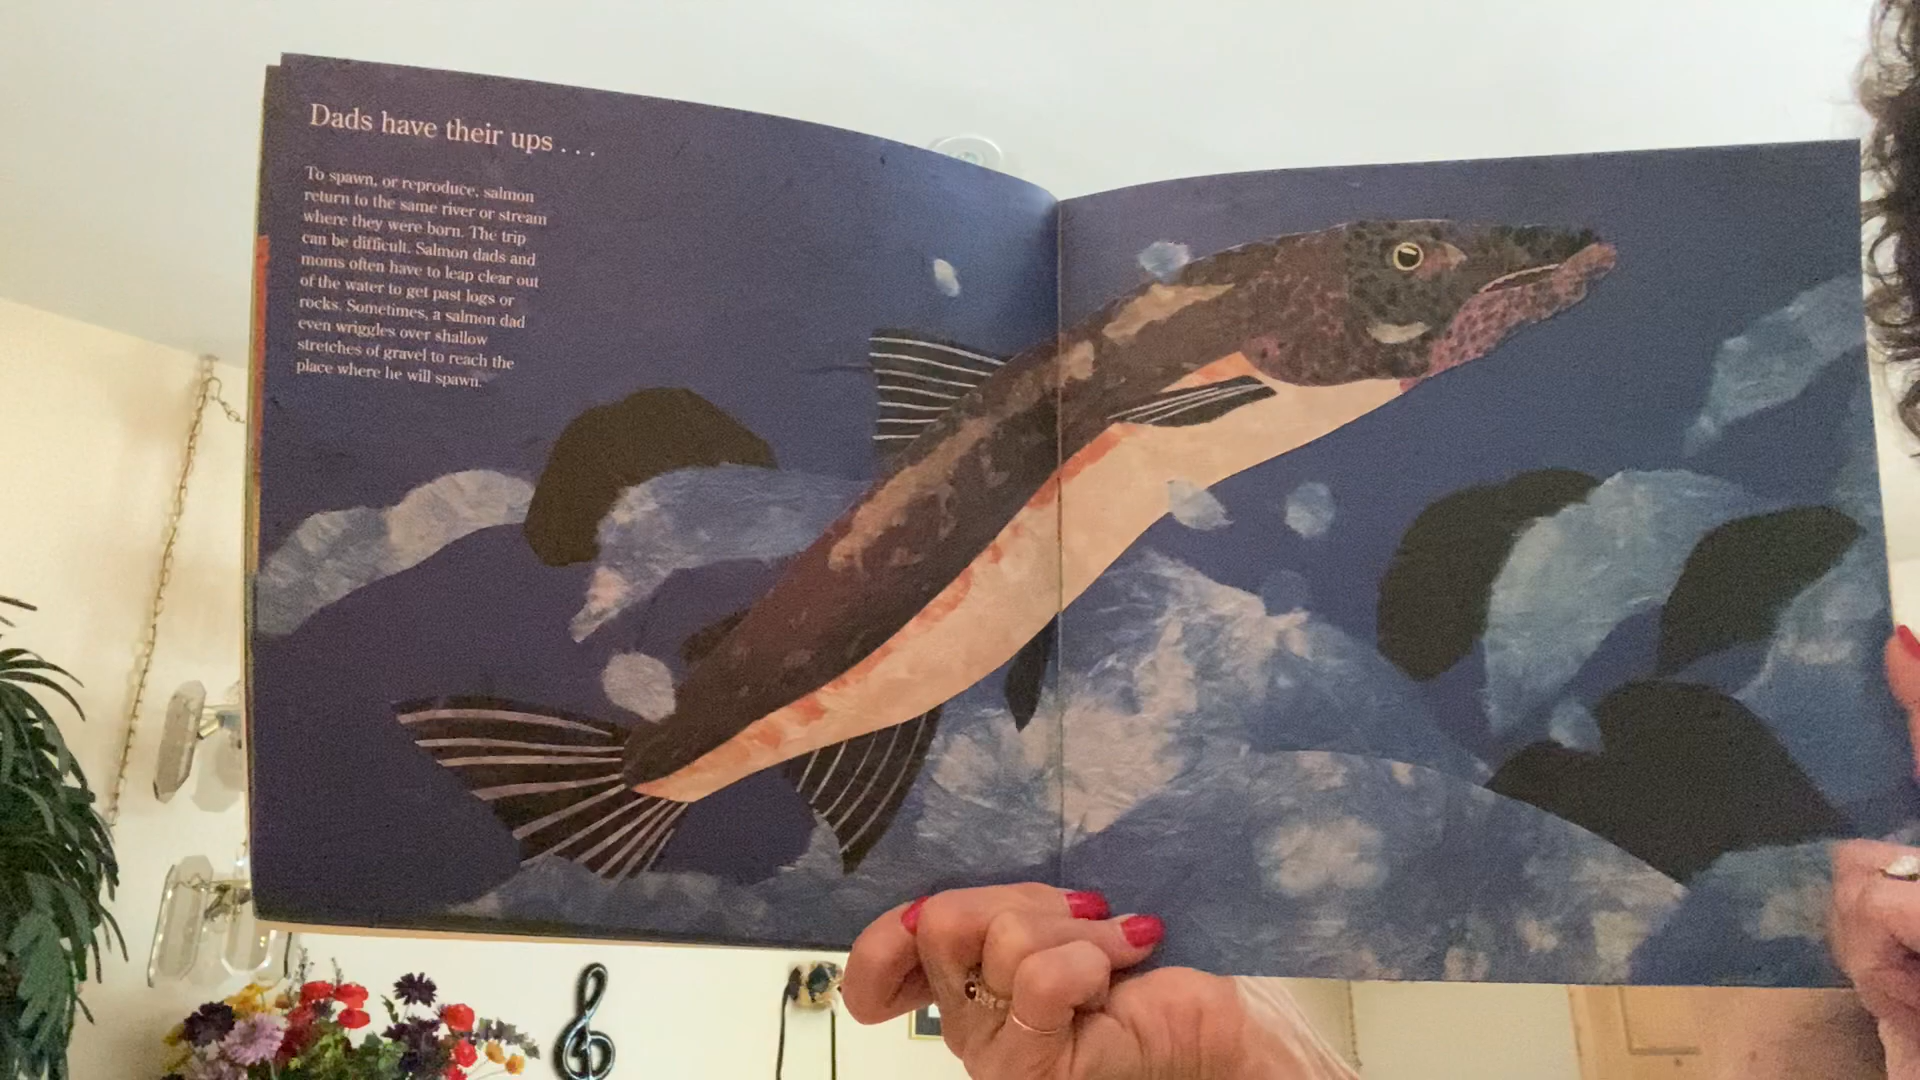 Dads have their ups . . .
To spawn, or reproduce, salmon
return to the same river or stream
where they were born. The trip
can be difficult. Salmon dads and
moms often have to leap clear out
of the water to get past logs or
rocks. Sometimes, a salmon dad
even wriggles over shallow
stretches of gravel to reach the
place where he will spawn.